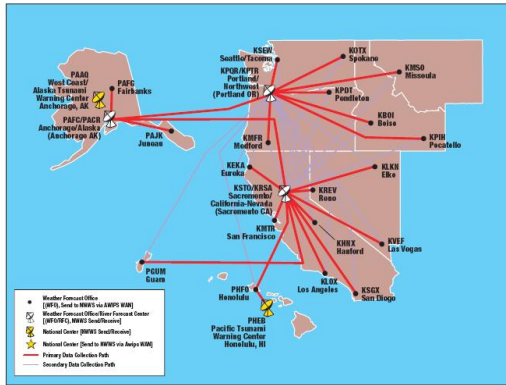 PAAQ
West Coast/
Alaska Tsunami
Warning Center
Anchorage, AK
PAFG
Fairbanks
PAFC/PACR
Anchorage/Alaska
(Anchorage AK)
PAJK
Juneau
KSEW
Seattle/Tacoma
KPQR/KPTR
Portland/
Northwest
(Portland OR)
KOTX
Spokane
KMSO
Missoula
KPDT
Pendleton
KBOI
Boise
KPIH
Pocatello
KMFR
Medford
KEKA
Eureka
KLKN
Elko
KSTO/KRSA
Sacramento/
California-Nevada
(Sacramento CA)
KREV
Reno
KMTR
San Francisco
KHNX
Hanford
KVEF
Las Vegas
PGUM
Guam
PHFO
Honolulu
KLOX
Los Angeles
KSGX
San Diego
PHEB
Pacific Tsunami
Warning Center
Honolulu, HI
Weather Forecast Office
[(WFO), Send to NWWS via AWIPS WAN]
Weather Forecast Office/River Forecast Center
[(WFO/RFC), NWWS Send/Receive]
National Center [NWWS Send/Receive]
National Center [Send to NWWS via Awips WAN]
Primary Data Collection Path
Secondary Data Collection Path